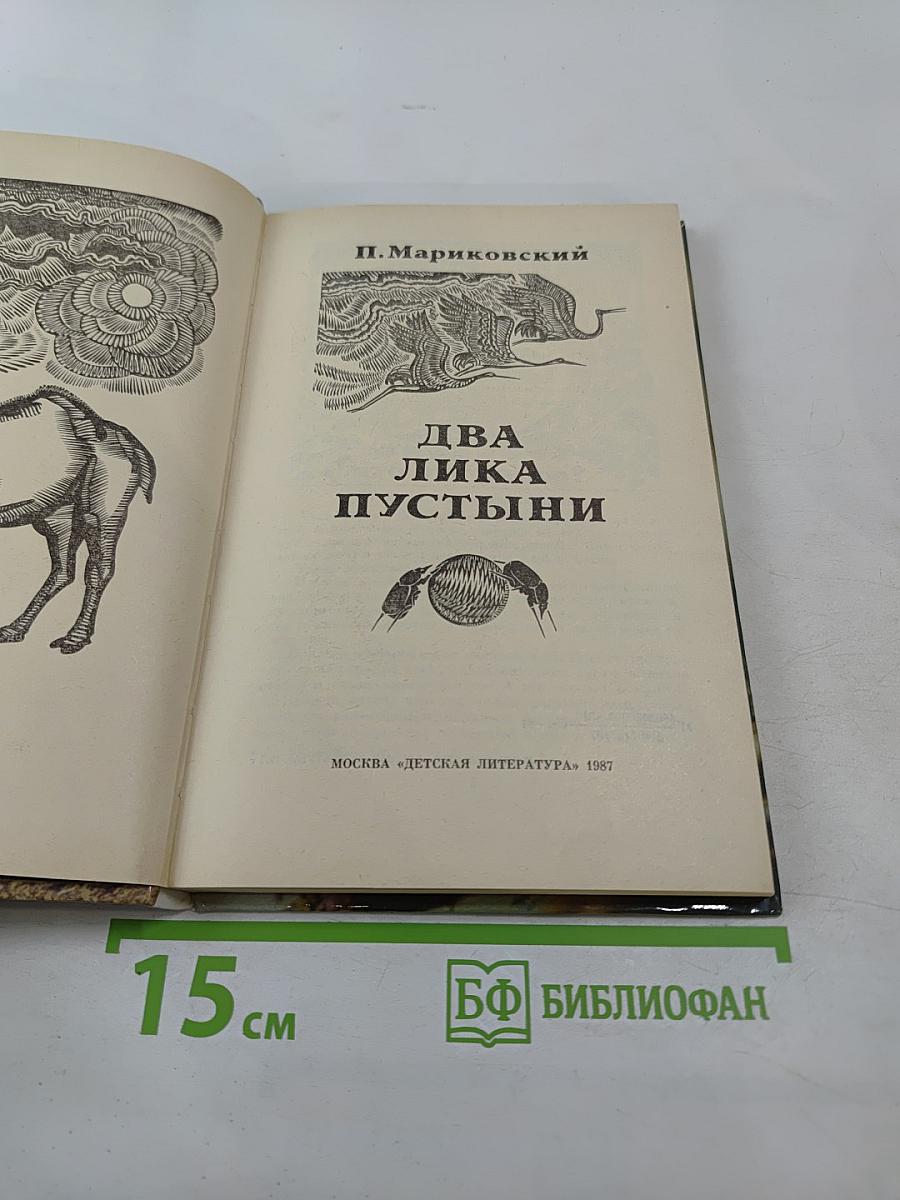 П. Мариковский
ДВА
ЛИКА
ПУСТЫНИ
МОСКВА «ДЕТСКАЯ ЛИТЕРАТУРА» 1987
15 см
БФ БИБЛИОФАН